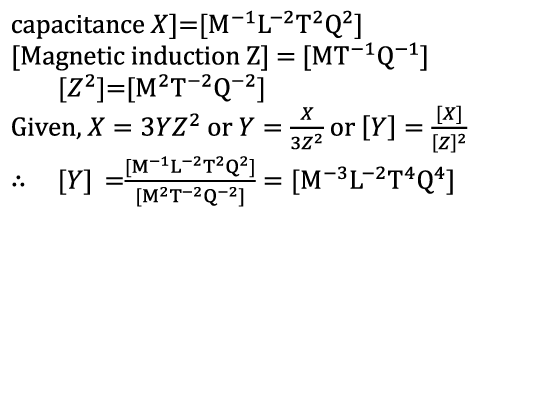 capacitance X]=[M⁻¹L⁻²T²Q²]
[Magnetic induction Z] = [MT⁻¹Q⁻¹]
[Z²]=[M²T⁻²Q⁻²]
Given, X = 3YZ² or Y = X/3Z² or [Y] = [X]/[Z]²
∴ [Y] =[M⁻¹L⁻²T²Q²]/[M²T⁻²Q⁻²] = [M⁻³L⁻²T⁴Q⁴]